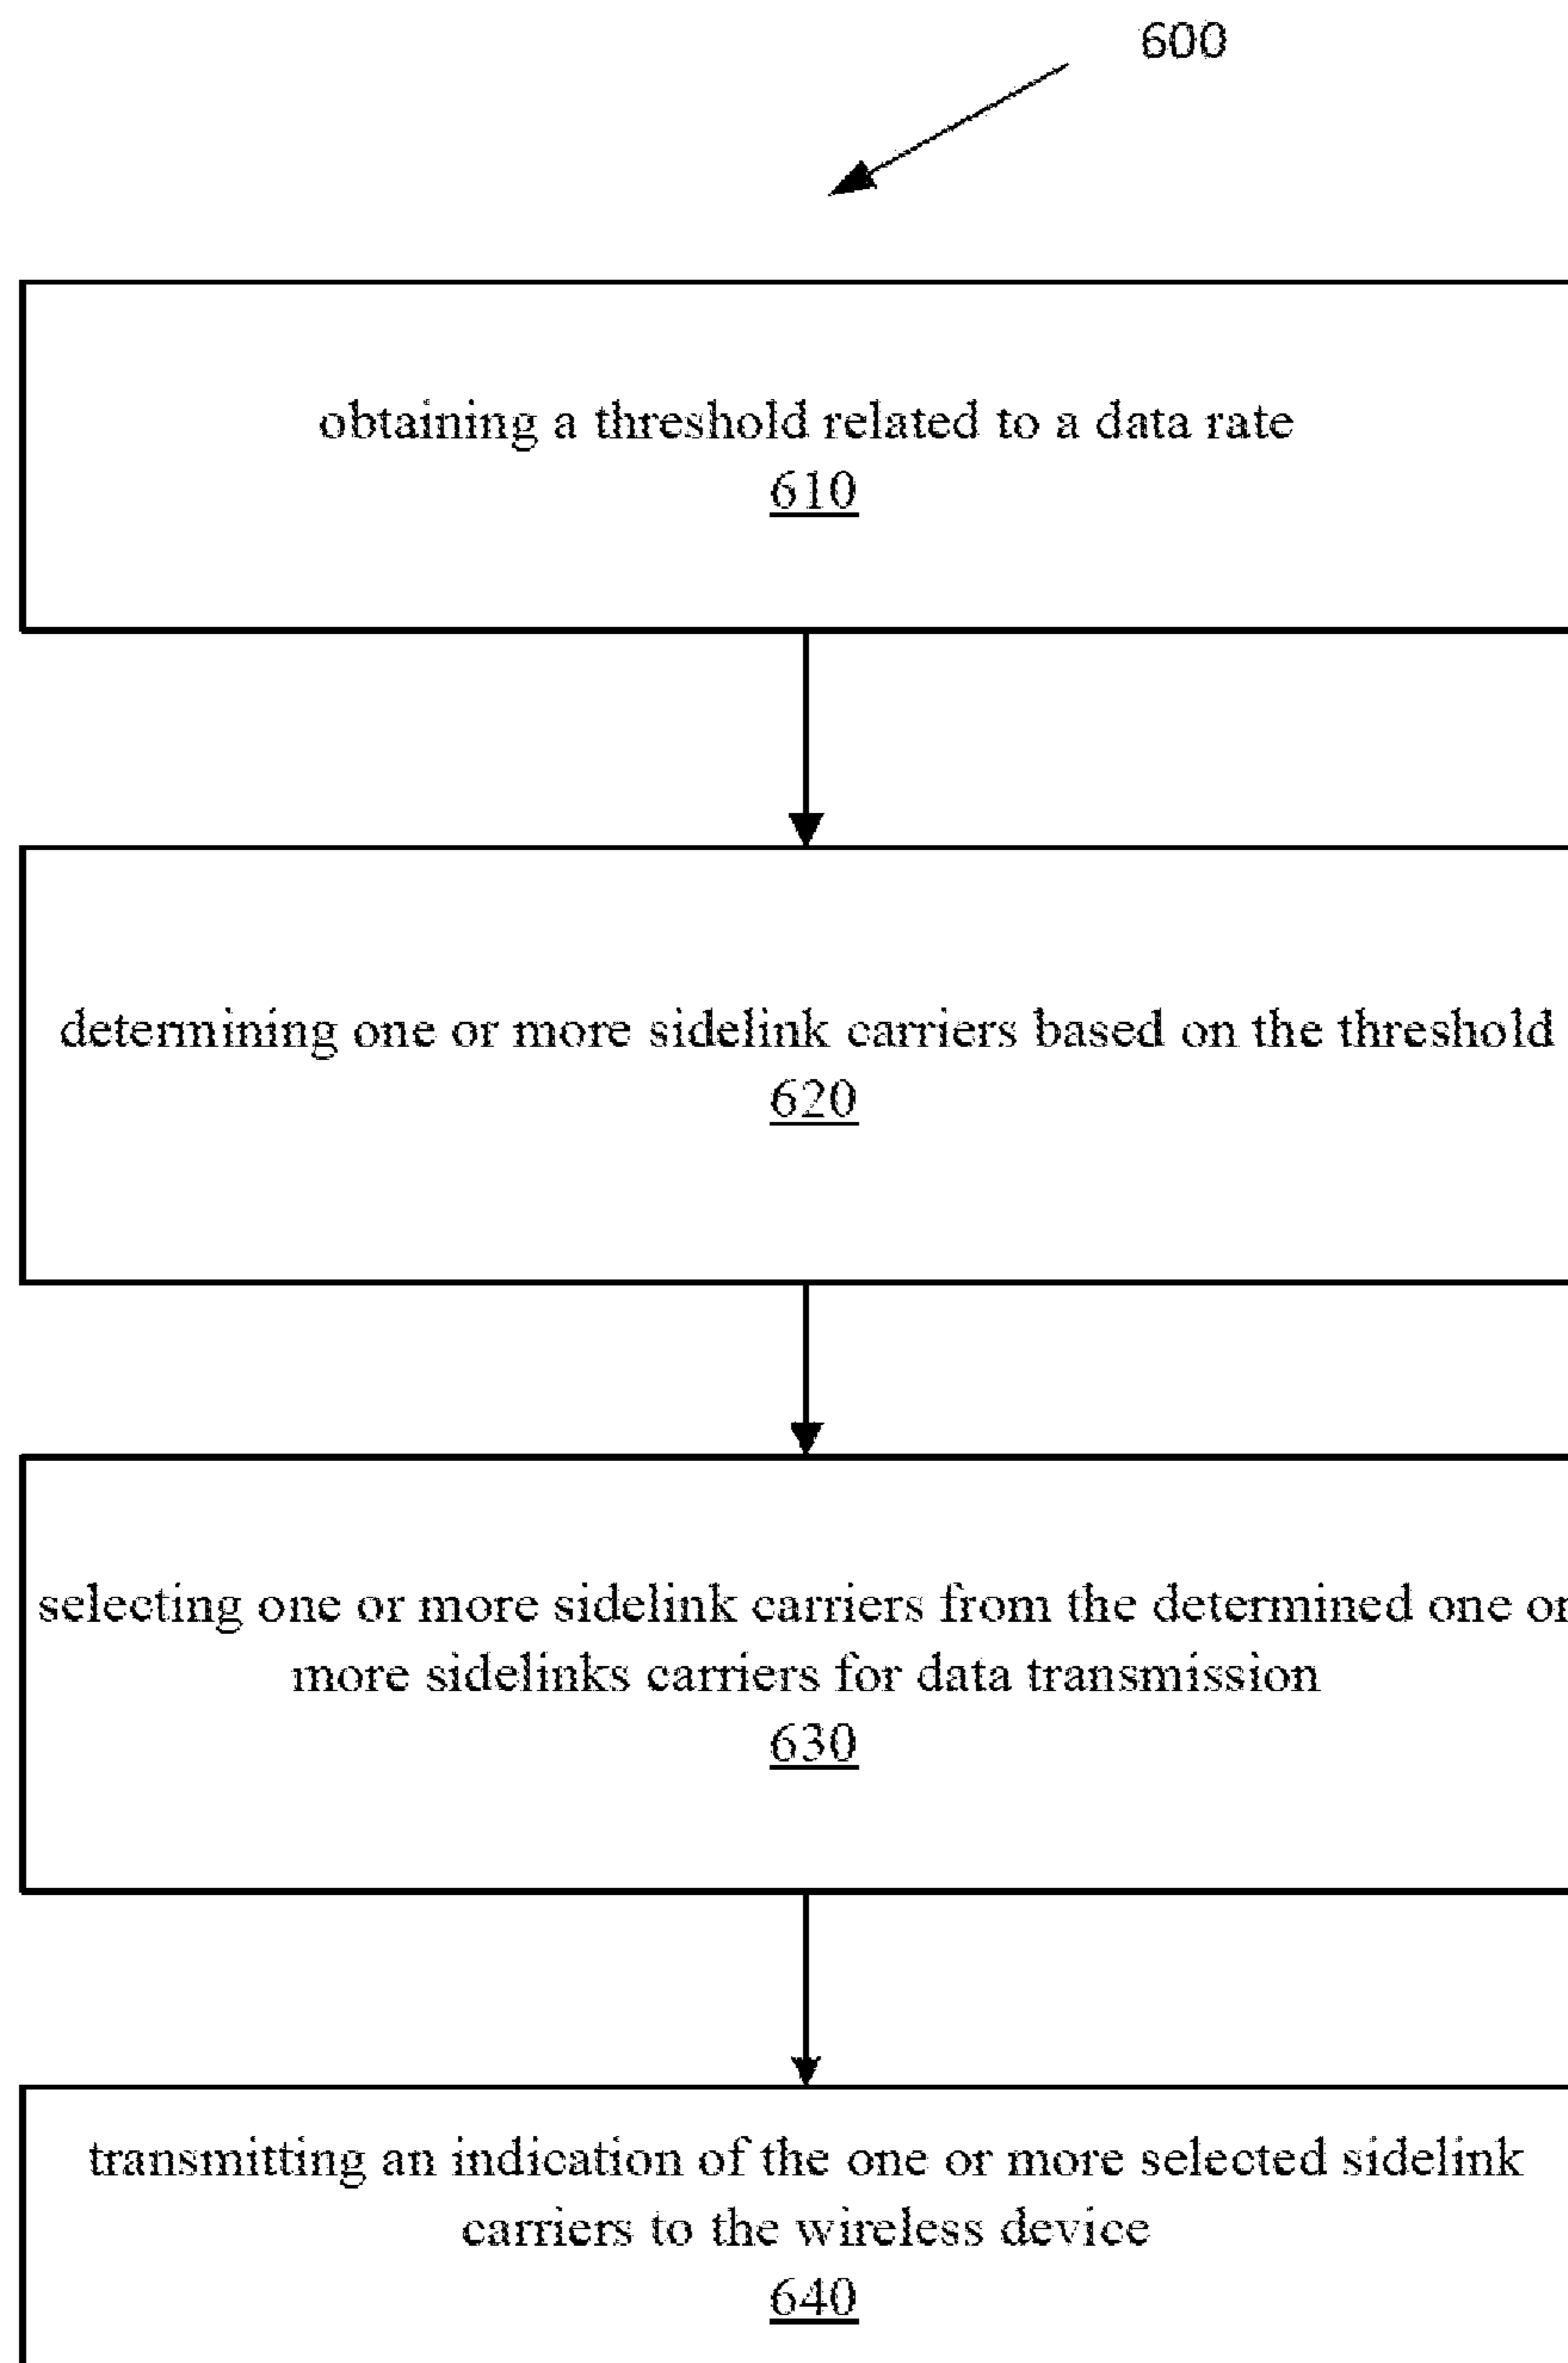 600
obtaining a threshold related to a data rate
610
determining one or more sidelink carriers based on the threshold
620
selecting one or more sidelink carriers from the determined one or
more sidelinks carriers for data transmission
630
transmitting an indication of the one or more selected sidelink
carriers to the wireless device
640